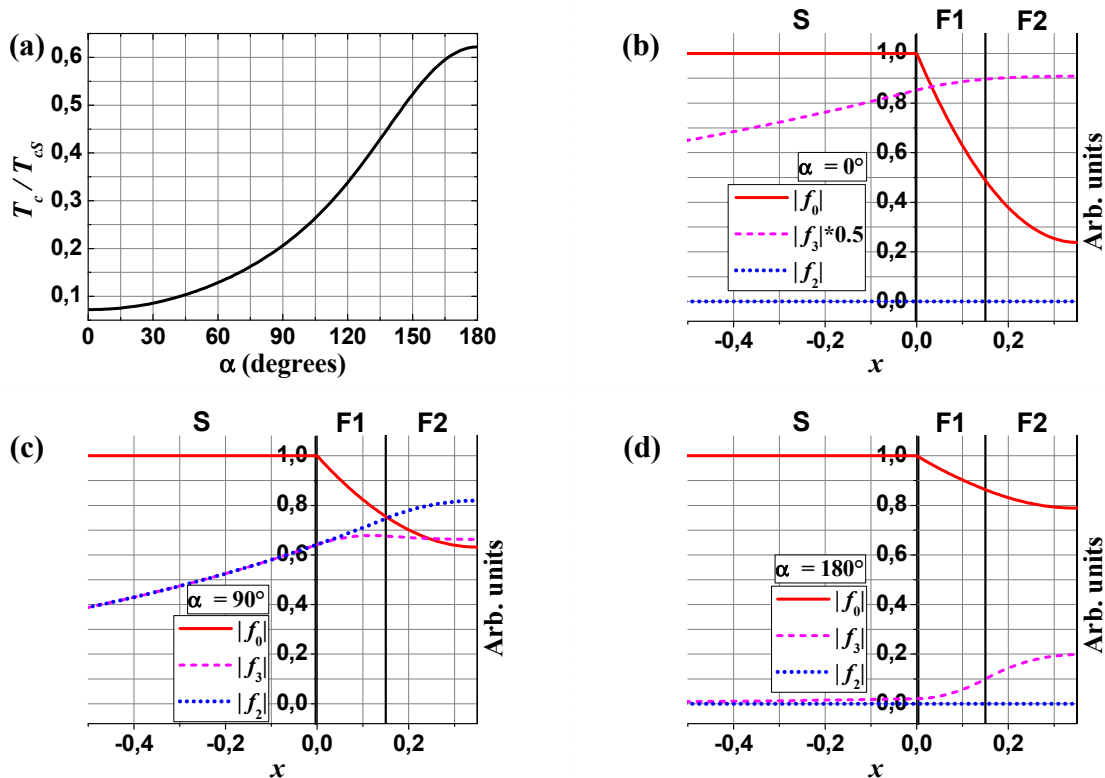 (a)
T_c / T_cS
0,6
0,5
0,4
0,3
0,2
0,1
0 30 60 90 120 150 180
α (degrees)
(b)
S F1 F2
1,0
0,8
0,6
0,4
0,2
0,0
α = 0°
|f_0|
|f_3|*0.5
|f_2|
-0,4 -0,2 0,0 0,2
x
Arb. units
(c)
S F1 F2
1,0
0,8
0,6
0,4
0,2
0,0
α = 90°
|f_0|
|f_3|
|f_2|
-0,4 -0,2 0,0 0,2
x
Arb. units
(d)
S F1 F2
1,0
0,8
0,6
0,4
0,2
0,0
α = 180°
|f_0|
|f_3|
|f_2|
-0,4 -0,2 0,0 0,2
x
Arb. units